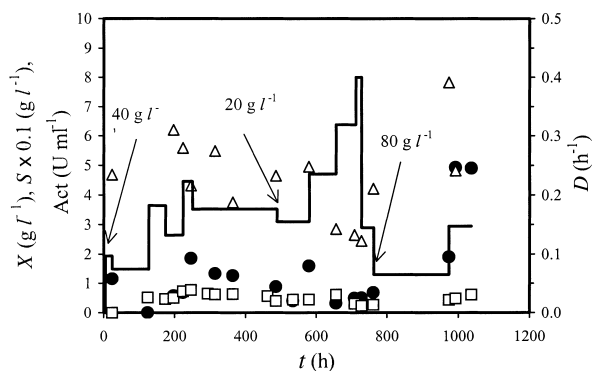 X (g l⁻¹), S x 0.1 (g l⁻¹),
Act (U ml⁻¹)
10
9
8
7
6
5
4
3
2
1
0
40 g l⁻
20 g l⁻¹
80 g l⁻¹
0.5
0.4
0.3
0.2
0.1
0.0
D (h⁻¹)
0 200 400 600 800 1000 1200
t (h)